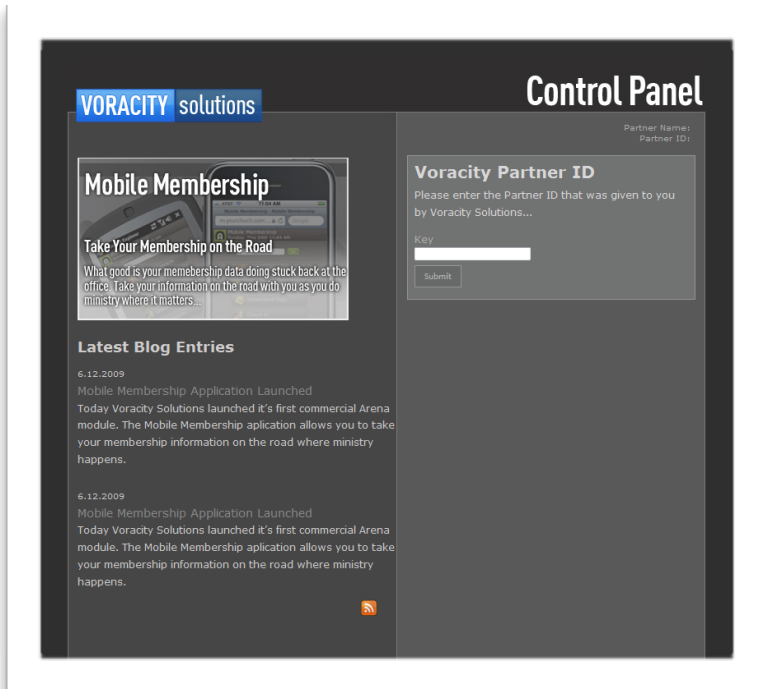 VORACITY solutions
Control Panel
Partner Name:
Partner ID:
Mobile Membership
Take Your Membership on the Road
What good is your memebership data doing stuck back at the
office. Take your information on the road with you as you do
ministry where it matters...
Latest Blog Entries
6.12.2009
Mobile Membership Application Launched
Today Voracity Solutions launched it's first commercial Arena
module. The Mobile Membership aplication allows you to take
your membership information on the road where ministry
happens.
6.12.2009
Mobile Membership Application Launched
Today Voracity Solutions launched it's first commercial Arena
module. The Mobile Membership aplication allows you to take
your membership information on the road where ministry
happens.
Voracity Partner ID
Please enter the Partner ID that was given to you
by Voracity Solutions...
Key
Submit